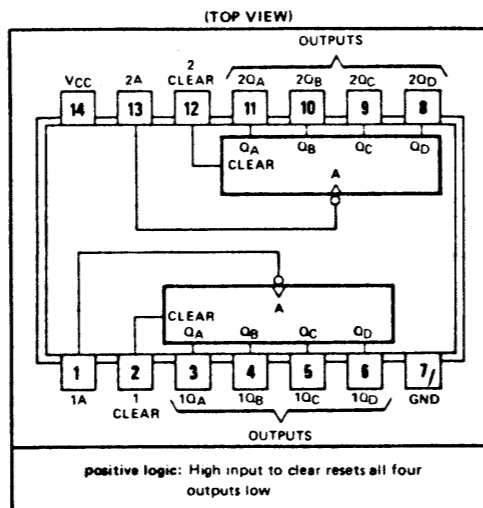 (TOP VIEW)
OUTPUTS
2
VCC 2A CLEAR 2QA 2QB 2QC 2QD
14 13 12 11 10 9 8
QA QB QC QD
CLEAR
A
A
CLEAR
QA QB QC QD
1 2 3 4 5 6 7/
1A 1 1QA 1QB 1QC 1QD GND
CLEAR
OUTPUTS
positive logic: High input to clear resets all four
outputs low